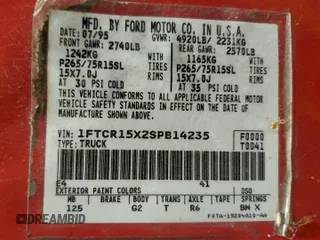 MFD. BY FORD MOTOR CO. IN U.S.A.
DATE: 07/95 GVWR: 4920LB/ 2231KG
FRONT GAWR: 2740LB REAR GAWR: 2570LB
1242KG WITH 1165KG WITH
P265/75R15SL TIRES P265/75R15SL TIRES
15X7.0J RIMS 15X7.0J RIMS
AT 30 PSI COLD AT 35 PSI COLD
THIS VEHICLE CONFORMS TO ALL APPLICABLE FEDERAL
MOTOR VEHICLE SAFETY STANDARDS IN EFFECT ON THE DATE OF
MANUFACTURE SHOWN ABOVE.
VIN: 1FTCR15X2SPB14235 F0000
TYPE: TRUCK T0041
E4 41
EXTERIOR PAINT COLORS DSO
WB BODY TRANS AXLE TAPE SPRINGS
125 G2 T R6
DREAMBID